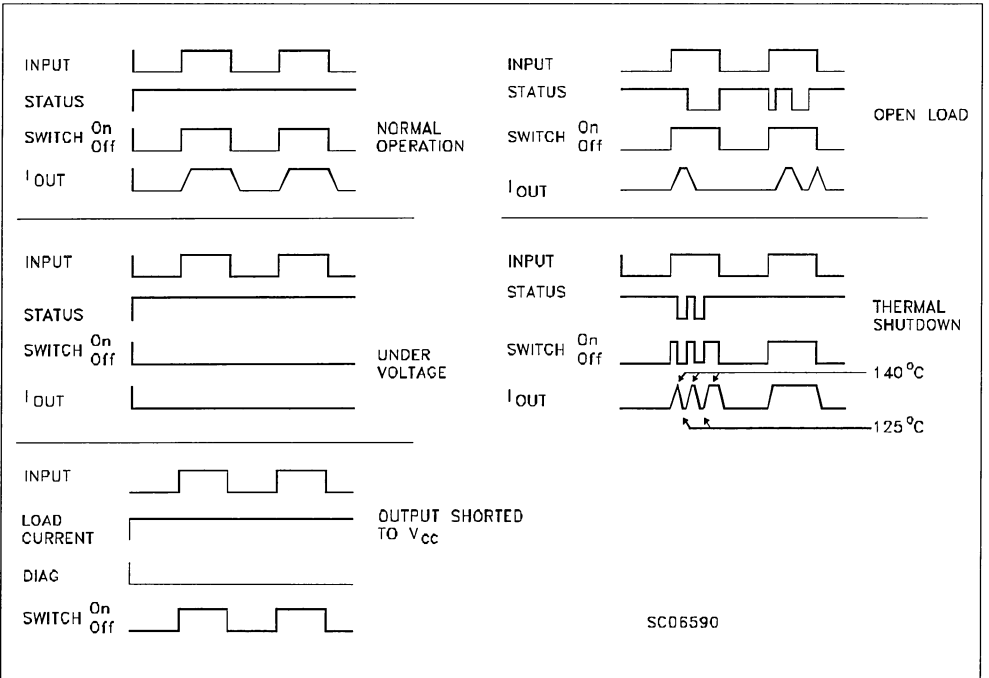 INPUT
STATUS
SWITCH On
Off
I OUT
NORMAL
OPERATION
INPUT
STATUS
SWITCH On
Off
I OUT
OPEN LOAD
INPUT
STATUS
SWITCH On
Off
I OUT
UNDER
VOLTAGE
INPUT
STATUS
SWITCH On
Off
I OUT
THERMAL
SHUTDOWN
140 °C
125 °C
INPUT
LOAD
CURRENT
DIAG
SWITCH On
Off
OUTPUT SHORTED
TO VCC
SC06590